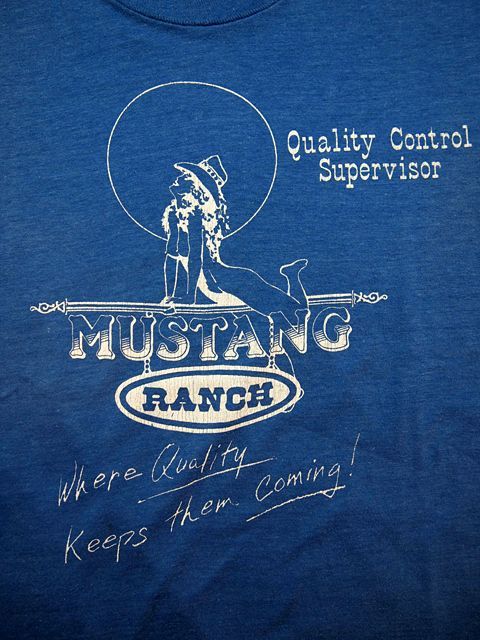 Quality Control
Supervisor
MUSTANG
RANCH
Where Quality
Keeps them coming!